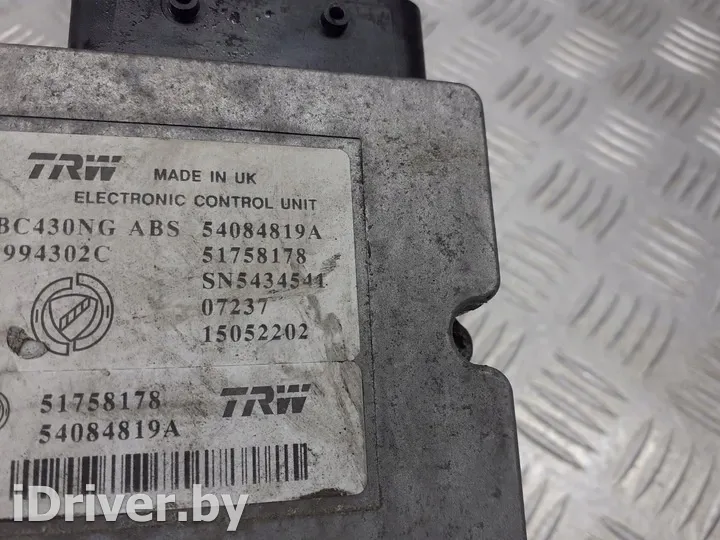 TRW MADE IN UK
ELECTRONIC CONTROL UNIT
BC430NG ABS 54084819A
994302C 51758178
SN5434541
07237
15052202
51758178 TRW
54084819A
iDriver.by